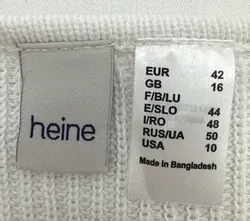 heine
EUR 42
GB 16
F/B/LU
E/SLO 44
I/RO 48
RUS/UA 50
USA 10
Made in Bangladesh